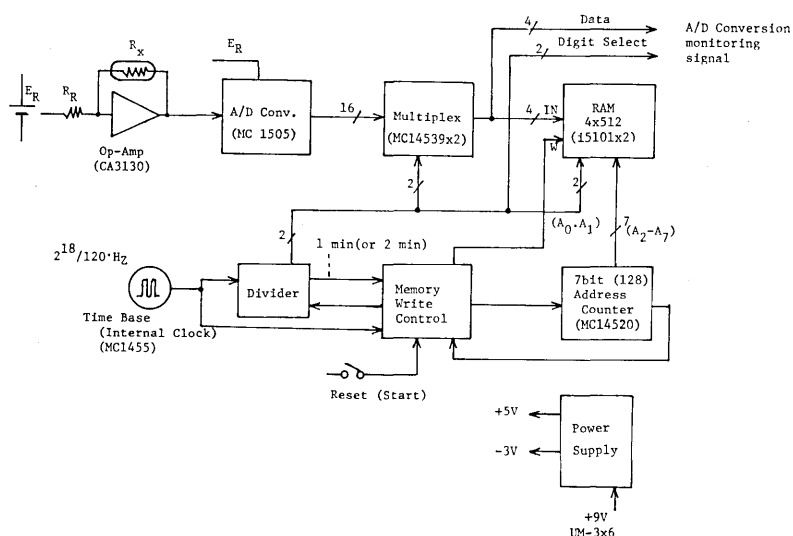 4 Data
A/D Conversion
monitoring
signal
2 Digit Select
R_x
E_R
E_R
R_R
A/D Conv.
(MC 1505)
16
Multiplex
(MC14539x2)
4 IN
W
RAM
4x512
(i5101x2)
Op-Amp
(CA3130)
2
2
(A_0.A_1)
7
(A_2-A_7)
2
1 min(or 2 min)
2^18/120·Hz
Divider
Memory
Write
Control
7bit (128)
Address
Counter
(MC14520)
Time Base
(Internal Clock)
(MC1455)
Reset (Start)
+5V
-3V
Power
Supply
+9V
UM-3x6